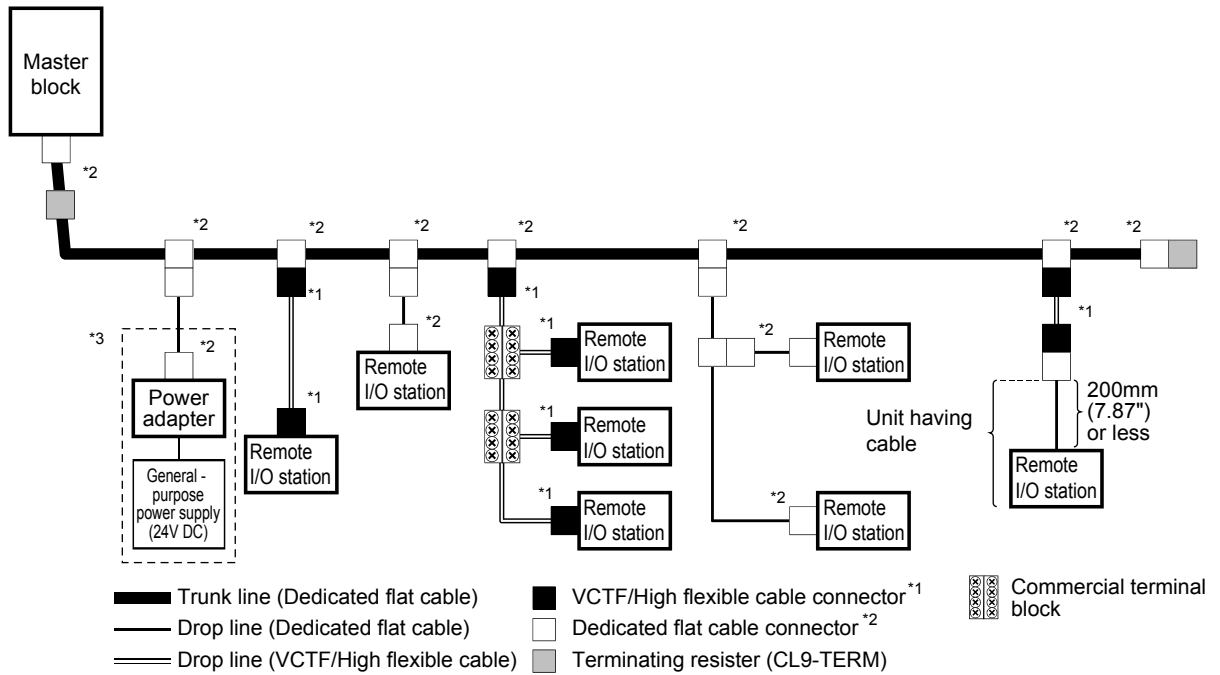 Master
block
*2
*2
*2
*2
*2
*2
*2
*2
*1
*1
*1
*3
*2
*2
*1
*2
Power
adapter
General -
purpose
power supply
(24V DC)
*1
Remote
I/O station
Remote
I/O station
Remote
I/O station
*1
Remote
I/O station
*1
Remote
I/O station
Remote
I/O station
*2
Remote
I/O station
Unit having
cable
200mm
(7.87")
or less
Remote
I/O station
Trunk line (Dedicated flat cable)
Drop line (Dedicated flat cable)
Drop line (VCTF/High flexible cable)
VCTF/High flexible cable connector*1
Dedicated flat cable connector*2
Terminating resister (CL9-TERM)
Commercial terminal
block